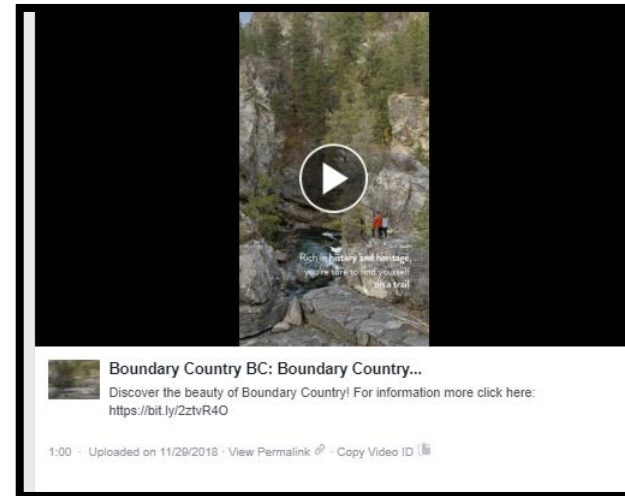 Rich in history and heritage,
you're sure to find yourself
on a trail
Boundary Country BC: Boundary Country...
Discover the beauty of Boundary Country! For information more click here:
https://bit.ly/2ztvR4O
1:00 · Uploaded on 11/29/2018 · View Permalink · Copy Video ID